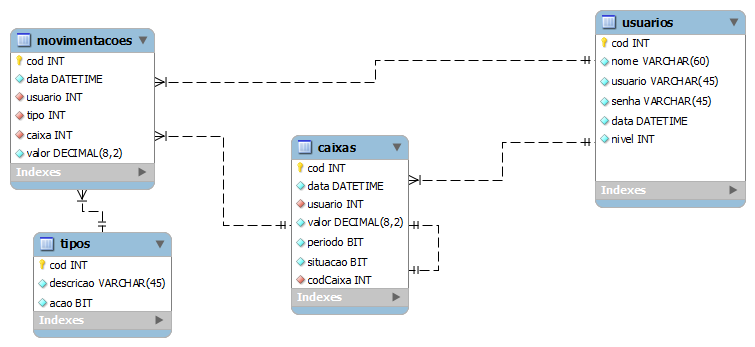 movimentacoes
cod INT
data DATETIME
usuario INT
tipo INT
caixa INT
valor DECIMAL(8,2)
Indexes
tipos
cod INT
descricao VARCHAR(45)
acao BIT
Indexes
caixas
cod INT
data DATETIME
usuario INT
valor DECIMAL(8,2)
periodo BIT
situacao BIT
codCaixa INT
Indexes
usuarios
cod INT
nome VARCHAR(60)
usuario VARCHAR(45)
senha VARCHAR(45)
data DATETIME
nivel INT
Indexes